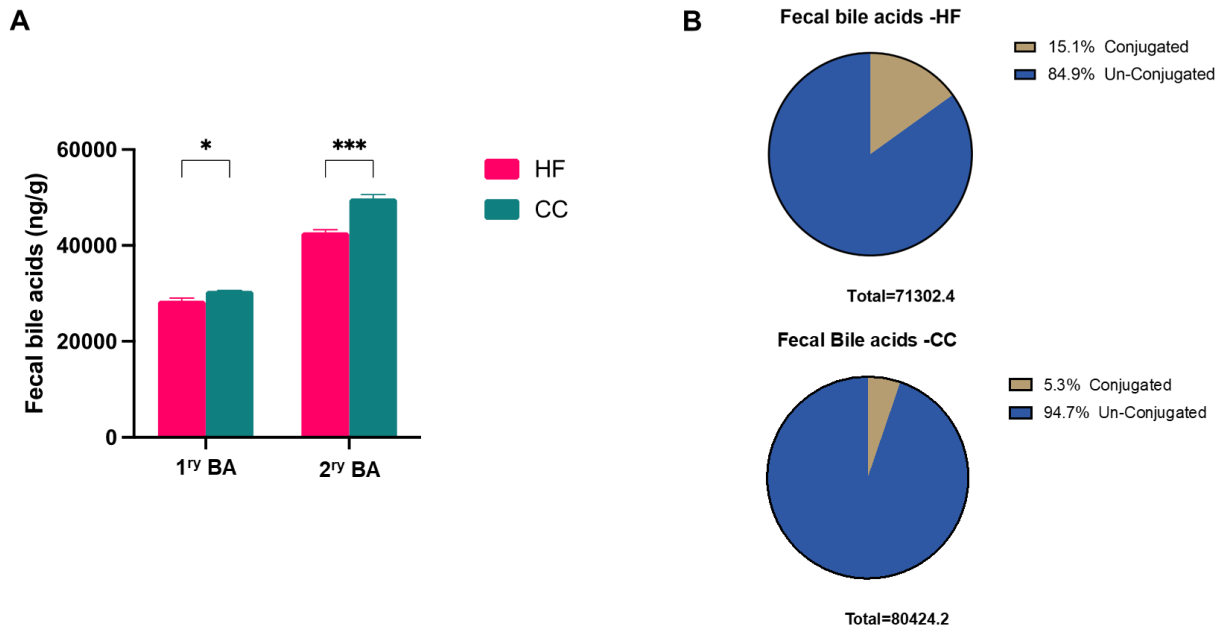 A
Fecal bile acids (ng/g)
60000
40000
20000
0
*
***
1ry BA
2ry BA
HF
CC
B
Fecal bile acids -HF
15.1% Conjugated
84.9% Un-Conjugated
Total=71302.4
Fecal Bile acids -CC
5.3% Conjugated
94.7% Un-Conjugated
Total=80424.2